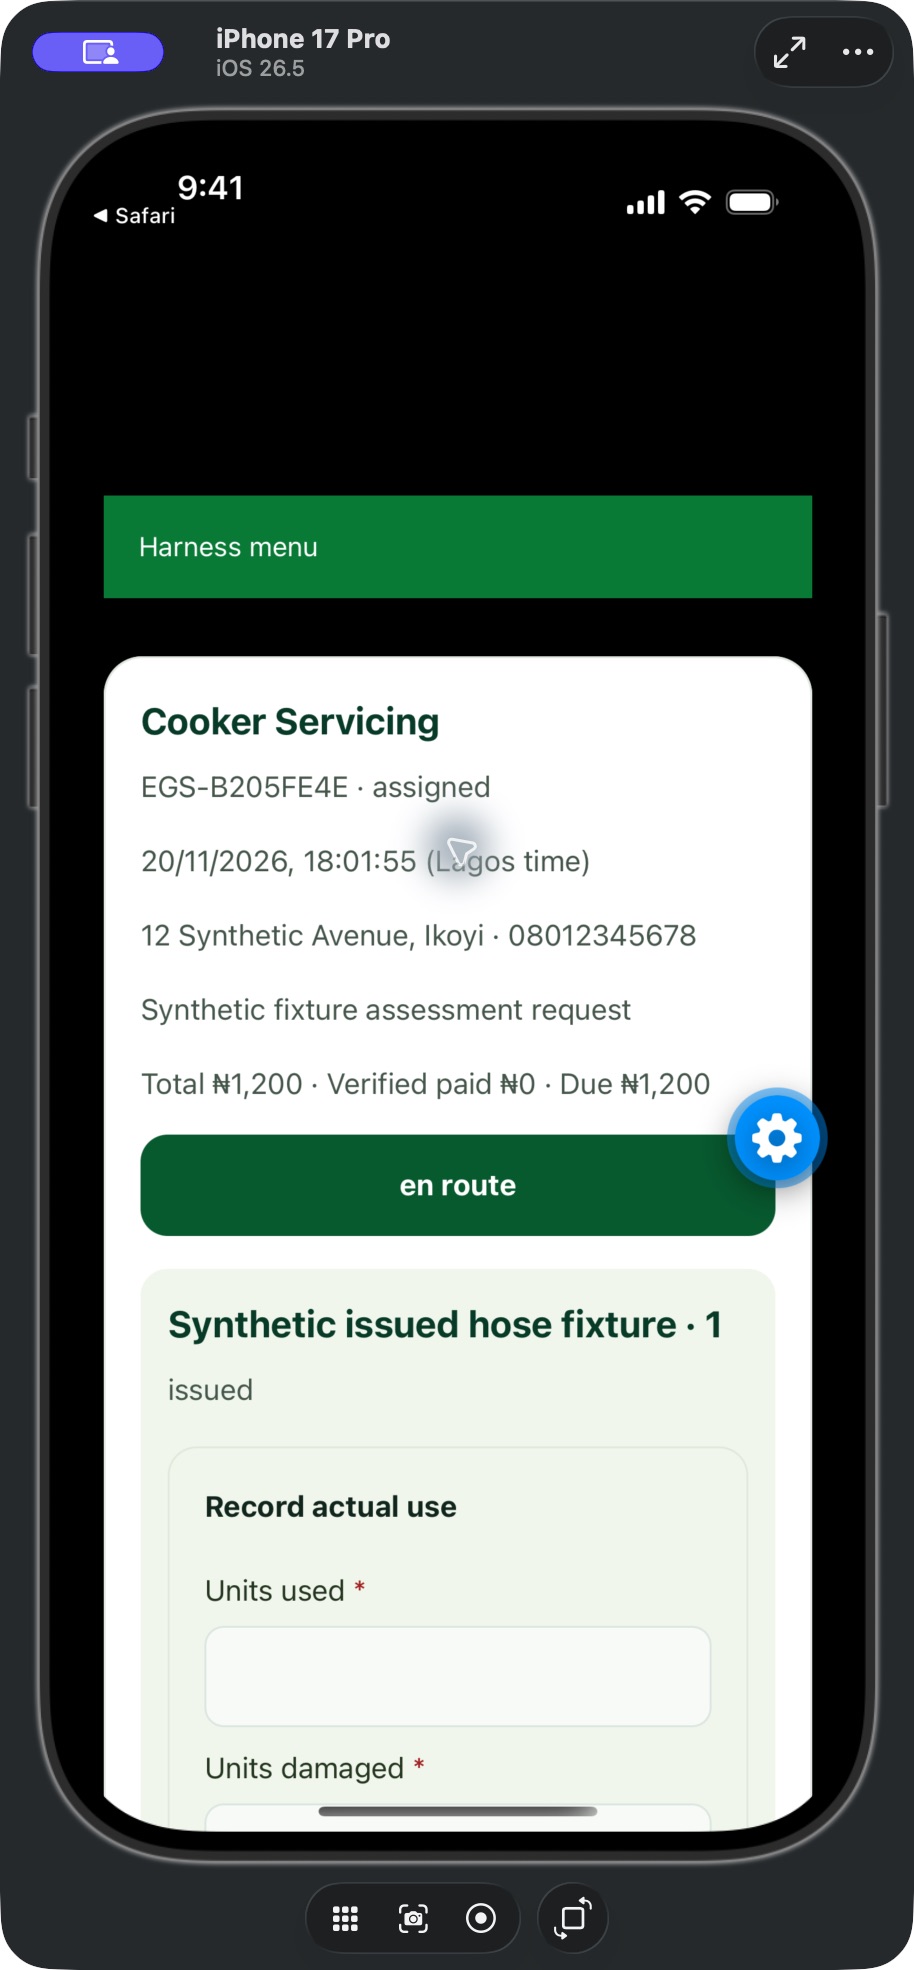 iPhone 17 Pro
iOS 26.5
9:41
Safari
Harness menu
Cooker Servicing
EGS-B205FE4E · assigned
20/11/2026, 18:01:55 (Lagos time)
12 Synthetic Avenue, Ikoyi · 08012345678
Synthetic fixture assessment request
Total ₦1,200 · Verified paid ₦0 · Due ₦1,200
en route
Synthetic issued hose fixture · 1
issued
Record actual use
Units used *
Units damaged *